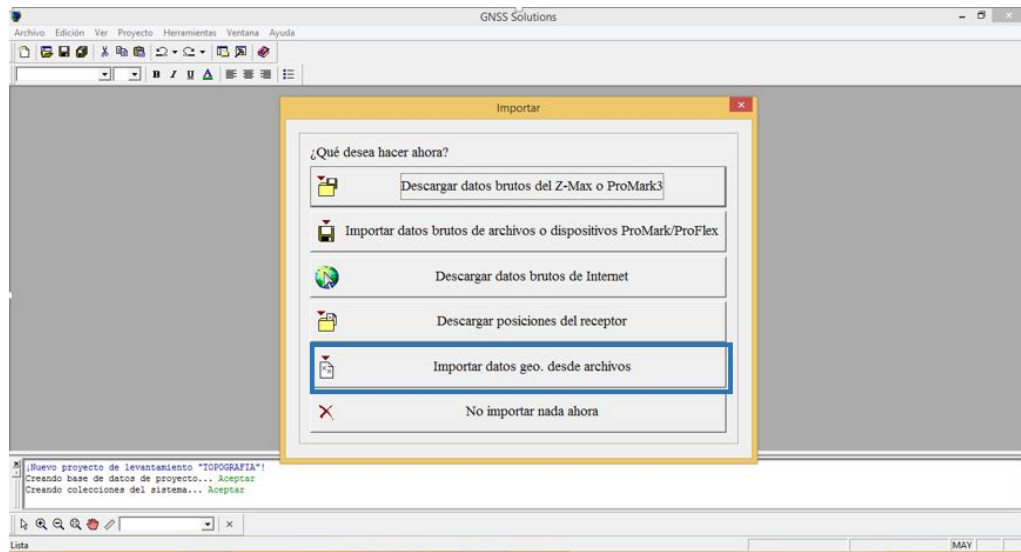 GNSS Solutions
Archivo Edición Ver Proyecto Herramientas Ventana Ayuda
B I U A
Importar
¿Qué desea hacer ahora?
Descargar datos brutos del Z-Max o ProMark3
Importar datos brutos de archivos o dispositivos ProMark/ProFlex
Descargar datos brutos de Internet
Descargar posiciones del receptor
Importar datos geo. desde archivos
No importar nada ahora
¡Nuevo proyecto de levantamiento "TOPOGRAFIA"!
Creando base de datos de proyecto... Aceptar
Creando colecciones del sistema... Aceptar
Lista
MAY